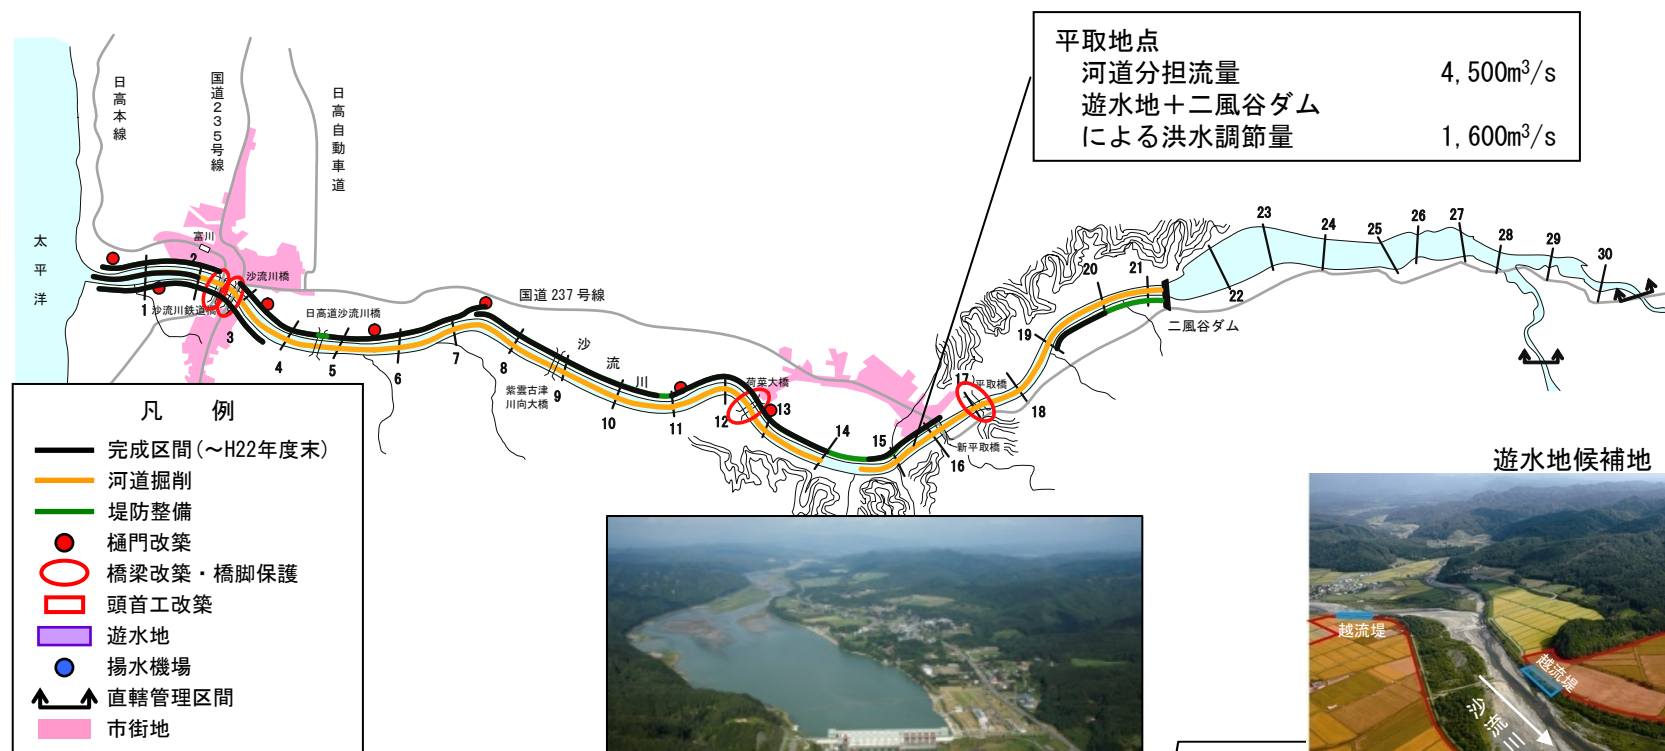 平取地点
河道分担流量 4,500m³/s
遊水地＋二風谷ダム
による洪水調節量 1,600m³/s
日高本線
国道235号線
日高自動車道
太平洋
富川
沙流川橋
沙流川鉄道橋
日高道沙流川橋
国道237号線
紫雲古津
川向大橋
沙流川
荷菜大橋
平取橋
新平取橋
二風谷ダム
1
2
3
4
5
6
7
8
9
10
11
12
13
14
15
16
17
18
19
20
21
22
23
24
25
26
27
28
29
30
凡 例
完成区間(～H22年度末)
河道掘削
堤防整備
樋門改築
橋梁改築・橋脚保護
頭首工改築
遊水地
揚水機場
直轄管理区間
市街地
遊水地候補地
越流堤
越流堤
沙流川